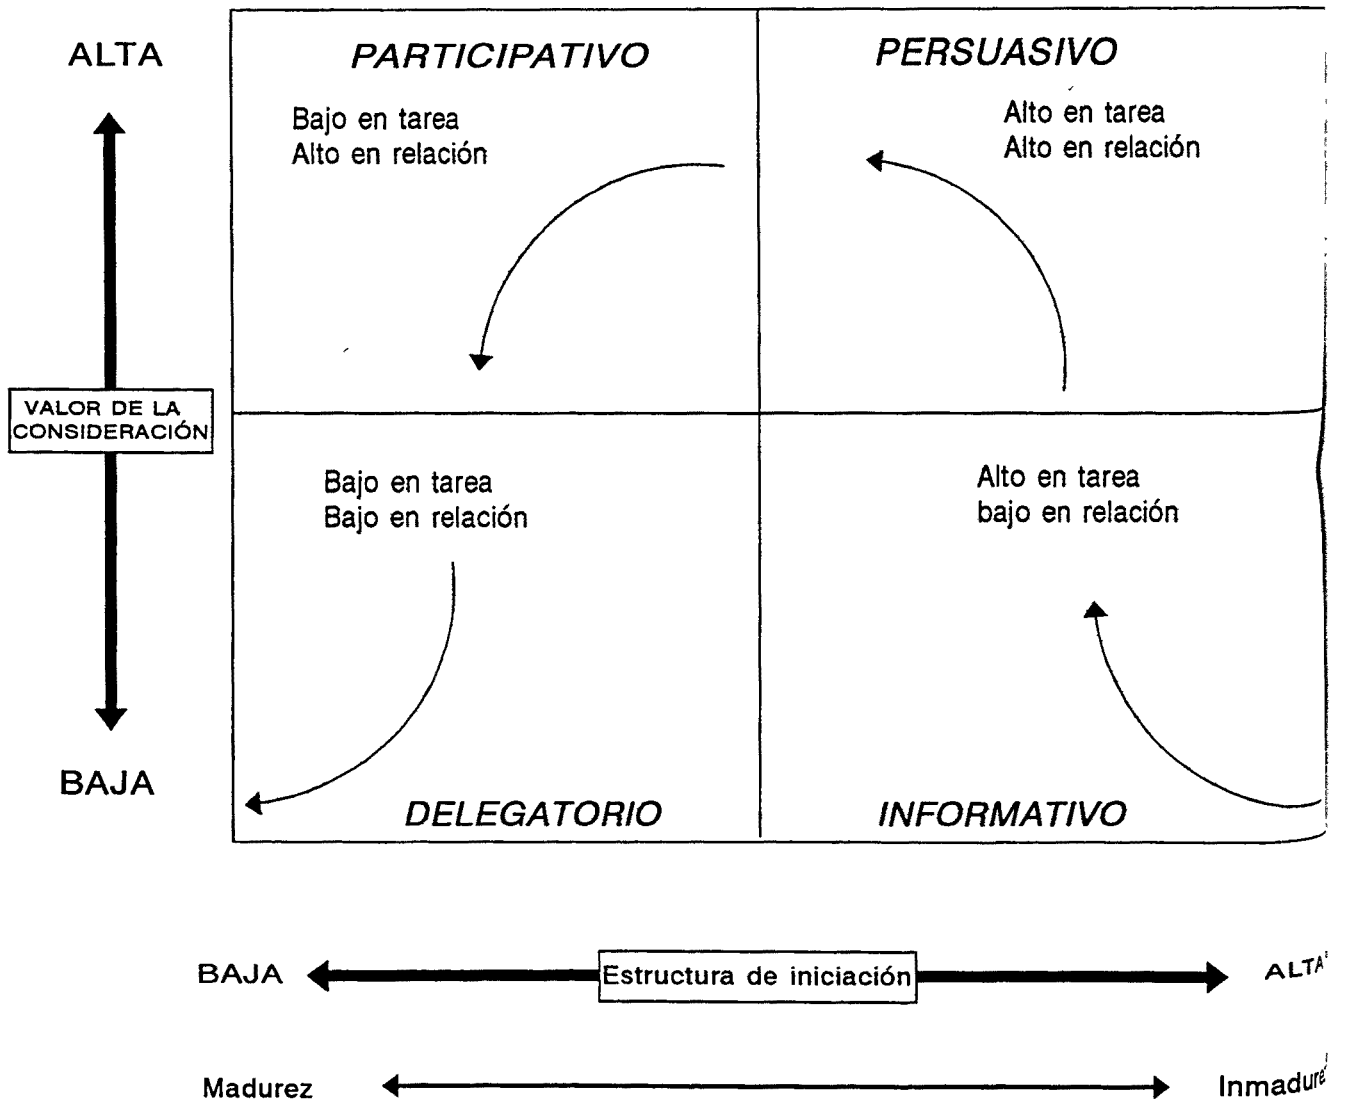 ALTA
PARTICIPATIVO
PERSUASIVO
Bajo en tarea
Alto en relación
Alto en tarea
Alto en relación
VALOR DE LA
CONSIDERACIÓN
Bajo en tarea
Bajo en relación
Alto en tarea
bajo en relación
BAJA
DELEGATORIO
INFORMATIVO
BAJA
Estructura de iniciación
ALTA
Madurez
Inmadure